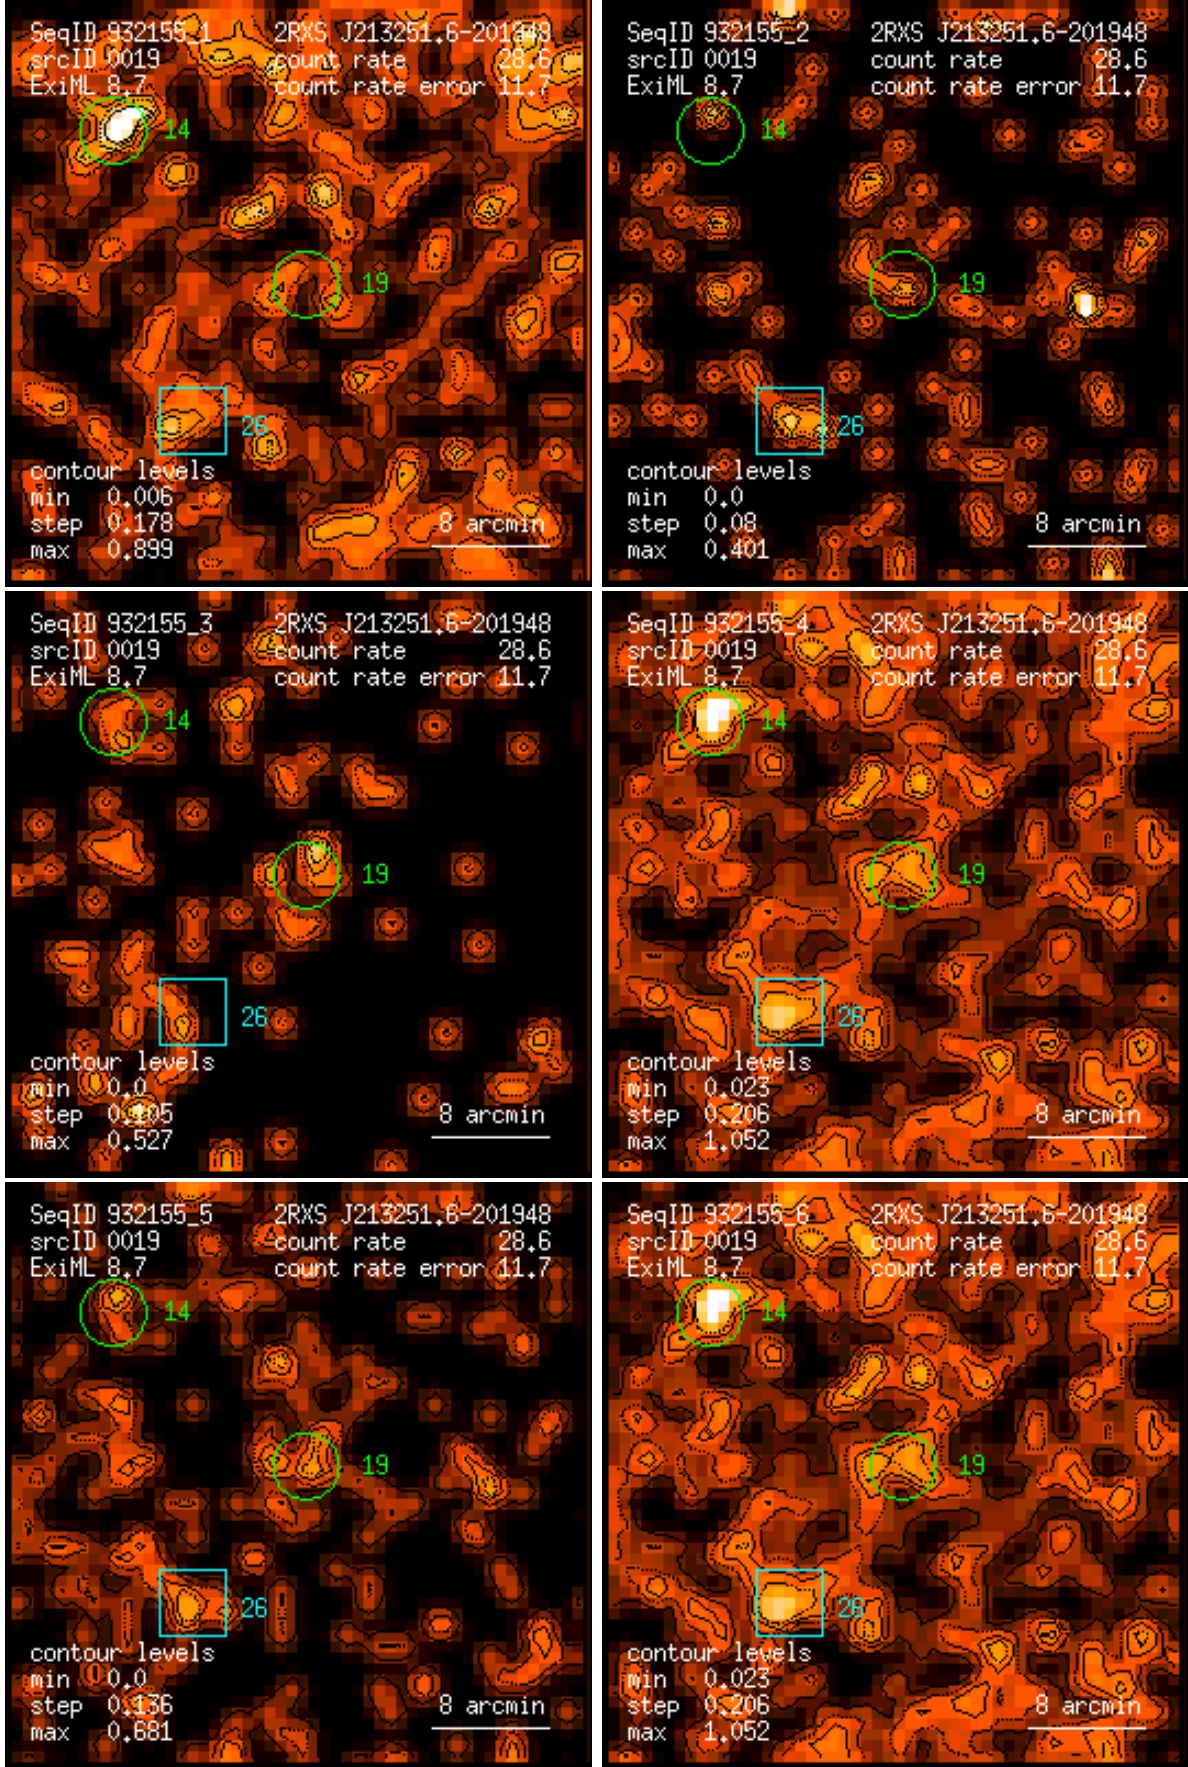 SeqID 932155_1 2RXS J213251.6-201948
srcID 0019 count rate 28.6
ExiML 8.7 count rate error 11.7
14
19
26
contour levels
min 0.006
step 0.178
max 0.899
8 arcmin
SeqID 932155_2 2RXS J213251.6-201948
srcID 0019 count rate 28.6
ExiML 8.7 count rate error 11.7
14
19
26
contour levels
min 0.0
step 0.08
max 0.401
8 arcmin
SeqID 932155_3 2RXS J213251.6-201948
srcID 0019 count rate 28.6
ExiML 8.7 count rate error 11.7
14
19
26
contour levels
min 0.0
step 0.105
max 0.527
8 arcmin
SeqID 932155_4 2RXS J213251.6-201948
srcID 0019 count rate 28.6
ExiML 8.7 count rate error 11.7
14
19
26
contour levels
min 0.023
step 0.206
max 1.052
8 arcmin
SeqID 932155_5 2RXS J213251.6-201948
srcID 0019 count rate 28.6
ExiML 8.7 count rate error 11.7
14
19
26
contour levels
min 0.0
step 0.136
max 0.681
8 arcmin
SeqID 932155_6 2RXS J213251.6-201948
srcID 0019 count rate 28.6
ExiML 8.7 count rate error 11.7
14
19
26
contour levels
min 0.023
step 0.206
max 1.052
8 arcmin